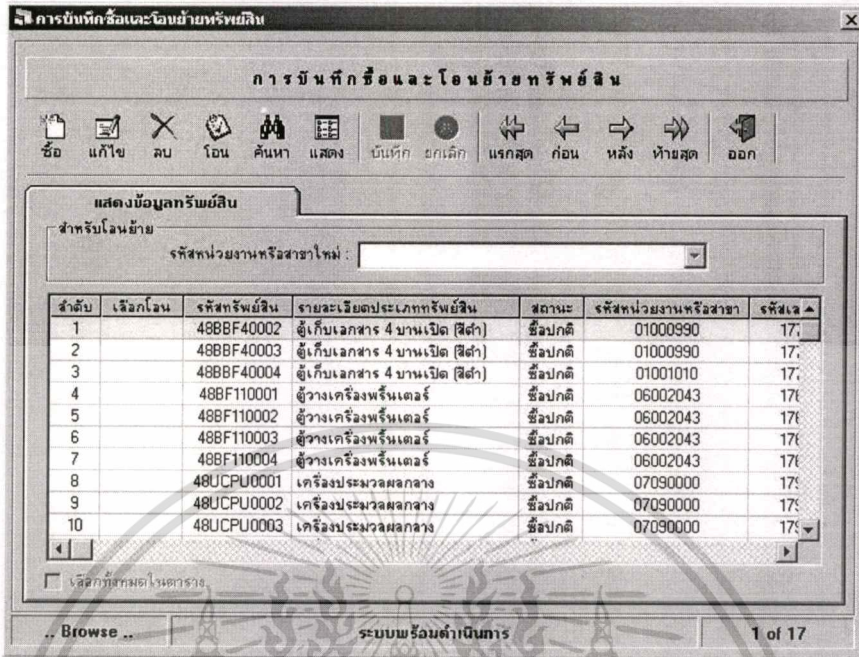 การบันทึกซื้อและโอนย้ายทรัพย์สิน
การบันทึกซื้อและโอนย้ายทรัพย์สิน
ซื้อ แก้ไข ลบ โอน ค้นหา แสดง บันทึก ยกเลิก แรกสุด ก่อน หลัง ท้ายสุด ออก
แสดงข้อมูลทรัพย์สิน
สำหรับโอนย้าย
รหัสหน่วยงานหรือสาขาใหม่ :
ลำดับ เลือกโอน รหัสทรัพย์สิน รายละเอียดประเภททรัพย์สิน สถานะ รหัสหน่วยงานหรือสาขา รหัสเล
1 48BBF40002 ตู้เก็บเอกสาร 4 บานเปิด (สีดำ) ซื้อปกติ 01000990
2 48BBF40003 ตู้เก็บเอกสาร 4 บานเปิด (สีดำ) ซื้อปกติ 01000990
3 48BBF40004 ตู้เก็บเอกสาร 4 บานเปิด (สีดำ) ซื้อปกติ 01001010
4 48BF110001 ตู้วางเครื่องพริ้นเตอร์ ซื้อปกติ 06002043
5 48BF110002 ตู้วางเครื่องพริ้นเตอร์ ซื้อปกติ 06002043
6 48BF110003 ตู้วางเครื่องพริ้นเตอร์ ซื้อปกติ 06002043
7 48BF110004 ตู้วางเครื่องพริ้นเตอร์ ซื้อปกติ 06002043
8 48UCPU0001 เครื่องประมวลผลกลาง ซื้อปกติ 07090000
9 48UCPU0002 เครื่องประมวลผลกลาง ซื้อปกติ 07090000
10 48UCPU0003 เครื่องประมวลผลกลาง ซื้อปกติ 07090000
เลือกทั้งหมดในตาราง
.. Browse .. ระบบพร้อมดำเนินการ 1 of 17